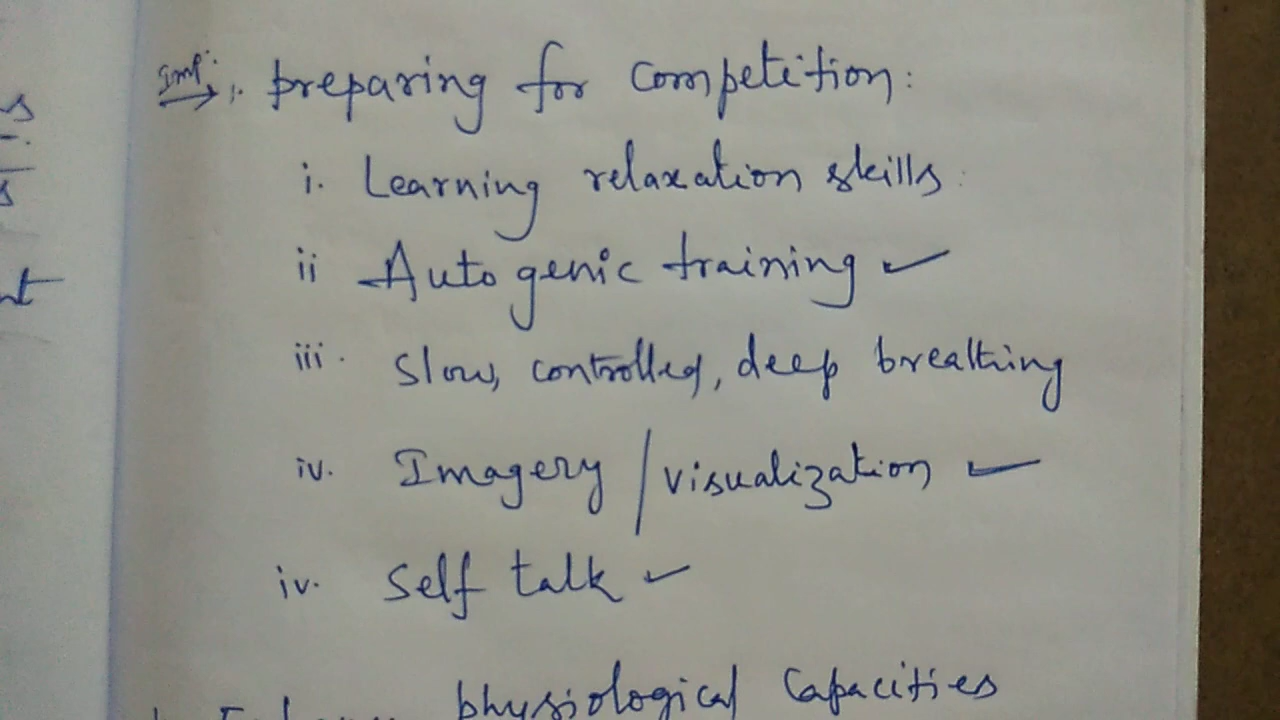 Imp: preparing for competition:
i. Learning relaxation skills
ii Autogenic training
iii. Slow, controlled, deep breathing
iv. Imagery / visualization
iv. Self talk
physiological Capacities